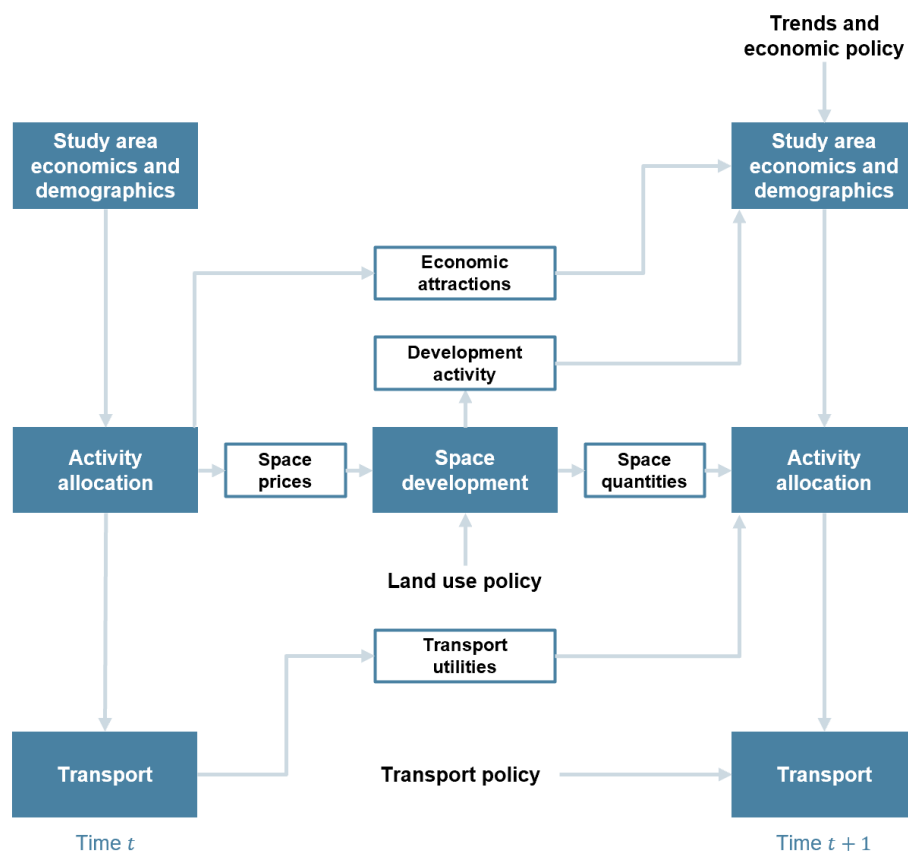 Trends and
economic policy
Study area
economics and
demographics
Study area
economics and
demographics
Economic
attractions
Development
activity
Activity
allocation
Space
prices
Space
development
Space
quantities
Activity
allocation
Land use policy
Transport
utilities
Transport
Transport policy
Transport
Time t
Time t + 1